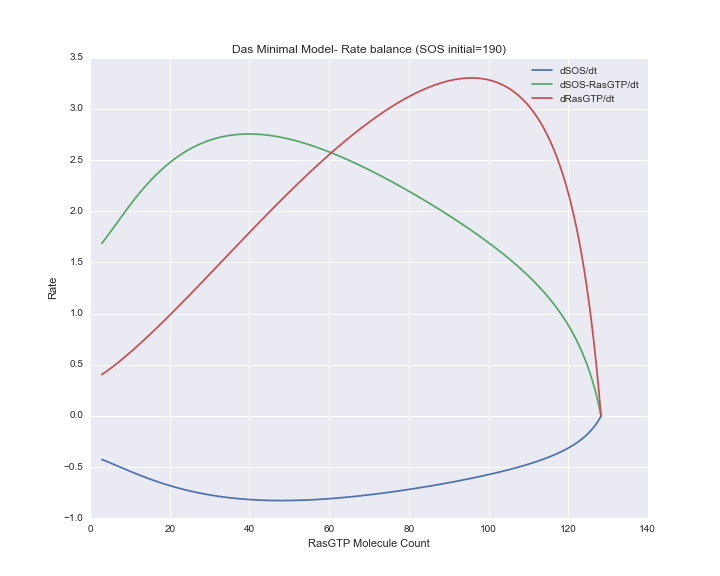 Das Minimal Model- Rate balance (SOS initial=190)
3.5
3.0
2.5
2.0
1.5
1.0
0.5
0.0
−0.5
−1.0
Rate
dSOS/dt
dSOS-RasGTP/dt
dRasGTP/dt
0 20 40 60 80 100 120 140
RasGTP Molecule Count